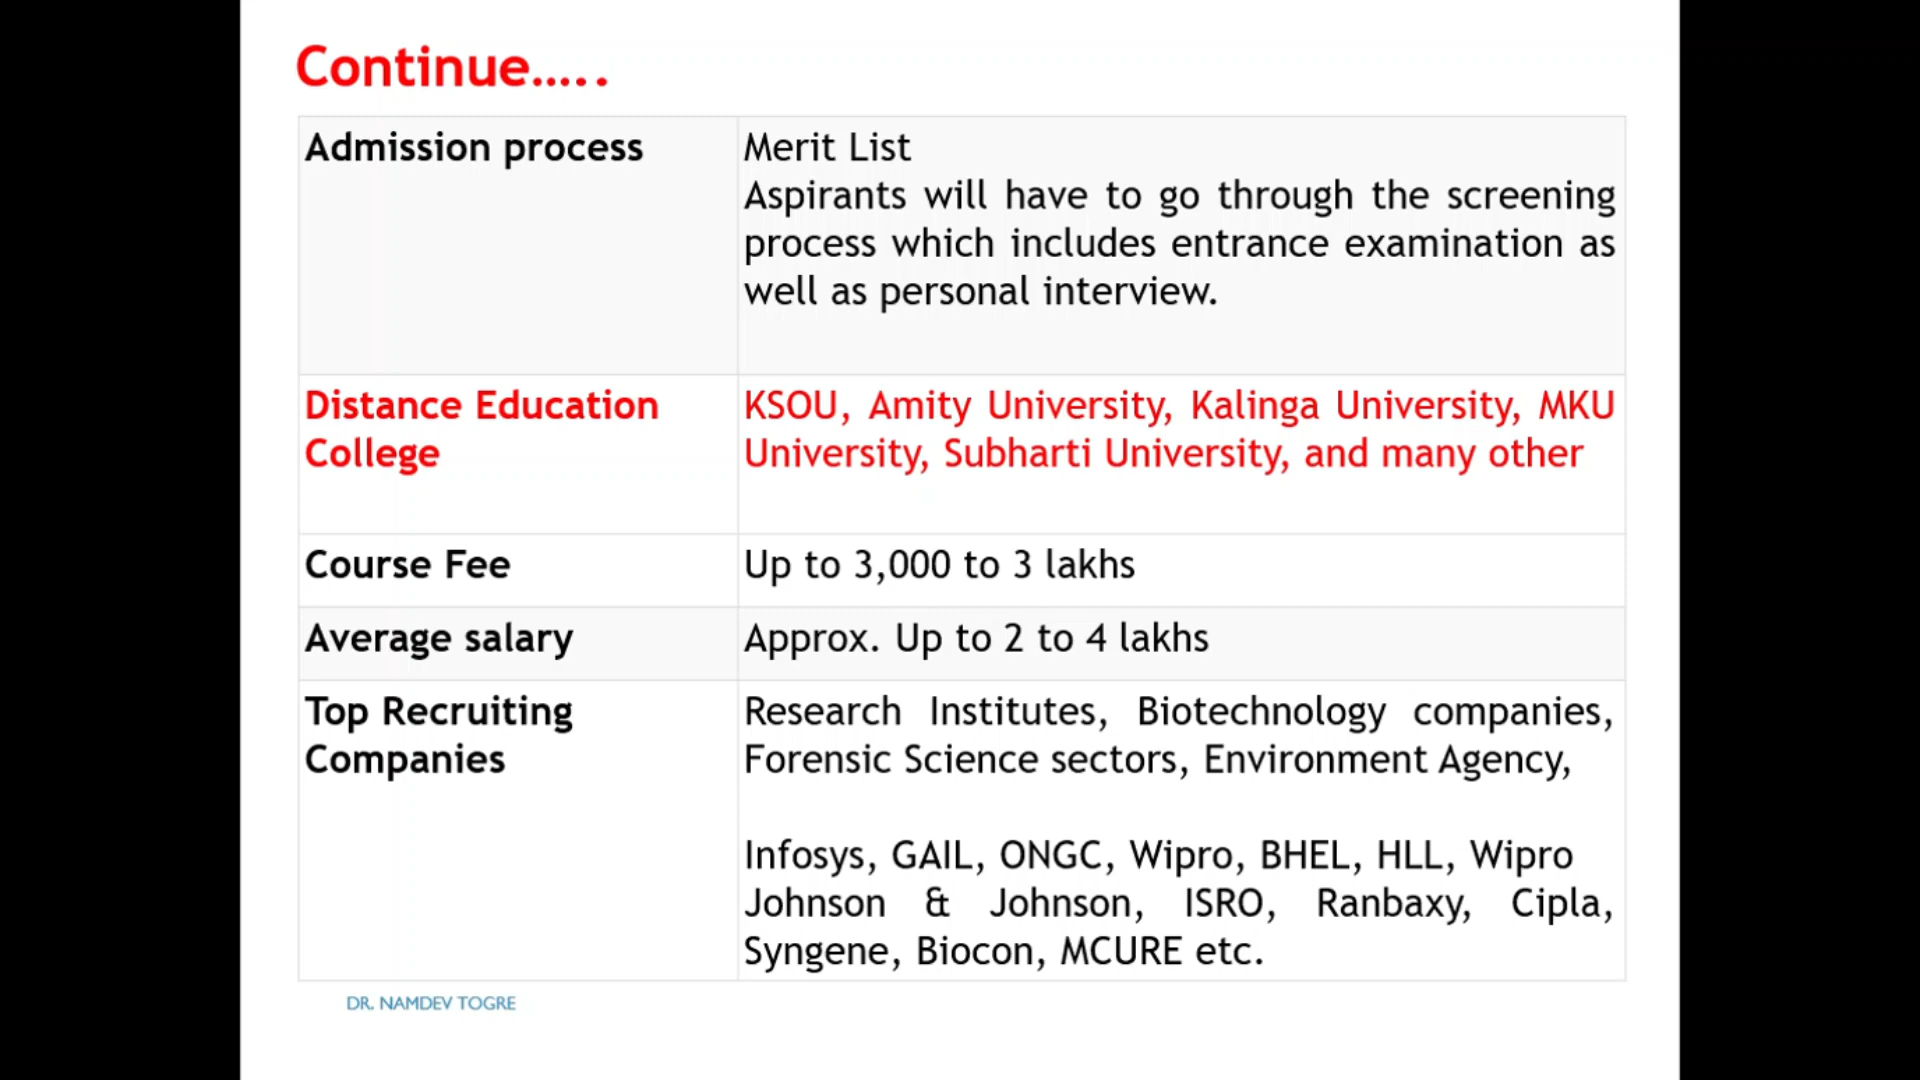 Continue.....
Admission process
Merit List
Aspirants will have to go through the screening
process which includes entrance examination as
well as personal interview.
Distance Education
College
KSOU, Amity University, Kalinga University, MKU
University, Subharti University, and many other
Course Fee
Up to 3,000 to 3 lakhs
Average salary
Approx. Up to 2 to 4 lakhs
Top Recruiting
Companies
Research Institutes, Biotechnology companies,
Forensic Science sectors, Environment Agency,
Infosys, GAIL, ONGC, Wipro, BHEL, HLL, Wipro
Johnson & Johnson, ISRO, Ranbaxy, Cipla,
Syngene, Biocon, MCURE etc.
DR. NAMDEV TOGRE